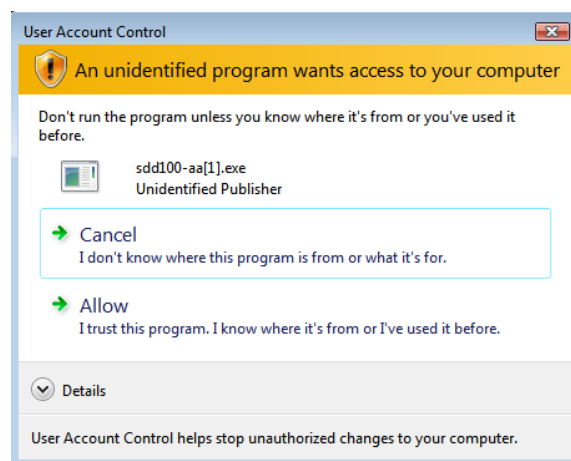 User Account Control
An unidentified program wants access to your computer
Don't run the program unless you know where it's from or you've used it
before.
sdd100-aa[1].exe
Unidentified Publisher
Cancel
I don't know where this program is from or what it's for.
Allow
I trust this program. I know where it's from or I've used it before.
Details
User Account Control helps stop unauthorized changes to your computer.